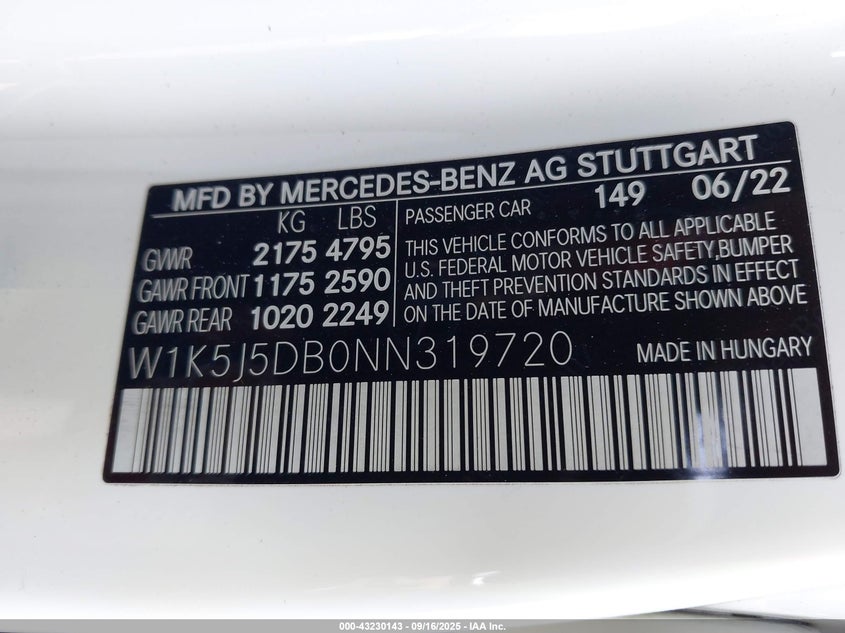 MFD BY MERCEDES-BENZ AG STUTTGART
KG LBS
GVWR 2175 4795
GAWR FRONT 1175 2590
GAWR REAR 1020 2249
PASSENGER CAR 149 06/22
THIS VEHICLE CONFORMS TO ALL APPLICABLE
U.S. FEDERAL MOTOR VEHICLE SAFETY,BUMPER
AND THEFT PREVENTION STANDARDS IN EFFECT
ON THE DATE OF MANUFACTURE SHOWN ABOVE
W1K5J5DB0NN319720 MADE IN HUNGARY
000-43230143 - 09/16/2025 - IAA Inc.